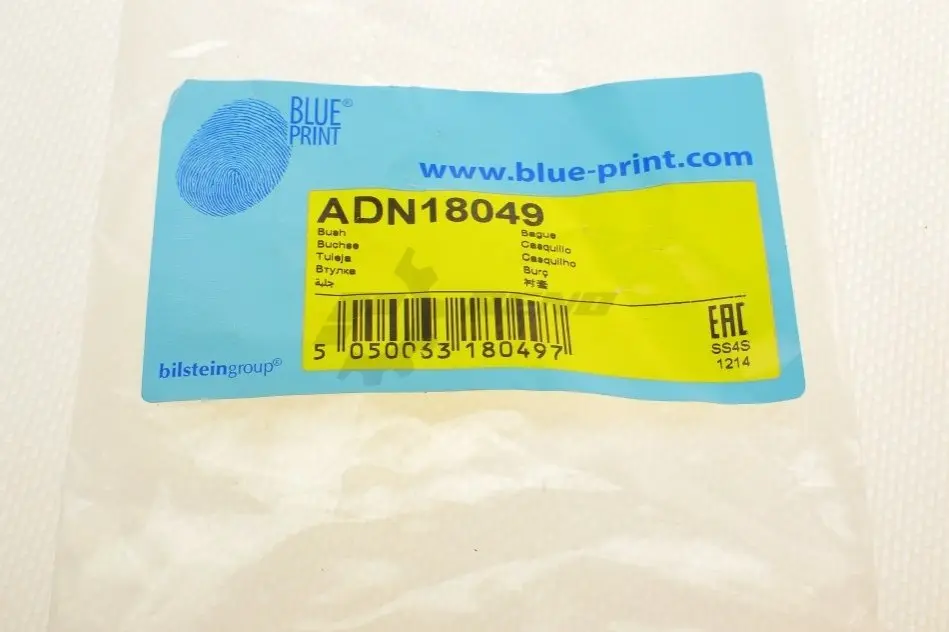 BLUE®
PRINT
www.blue-print.com
ADN18049
Bush
Buchse
Tuleja
Втулка
جلبة
Bague
Casquillo
Casquilho
Burç
衬套
5 050063 180497
EAC
SS4S
1214
bilsteingroup®